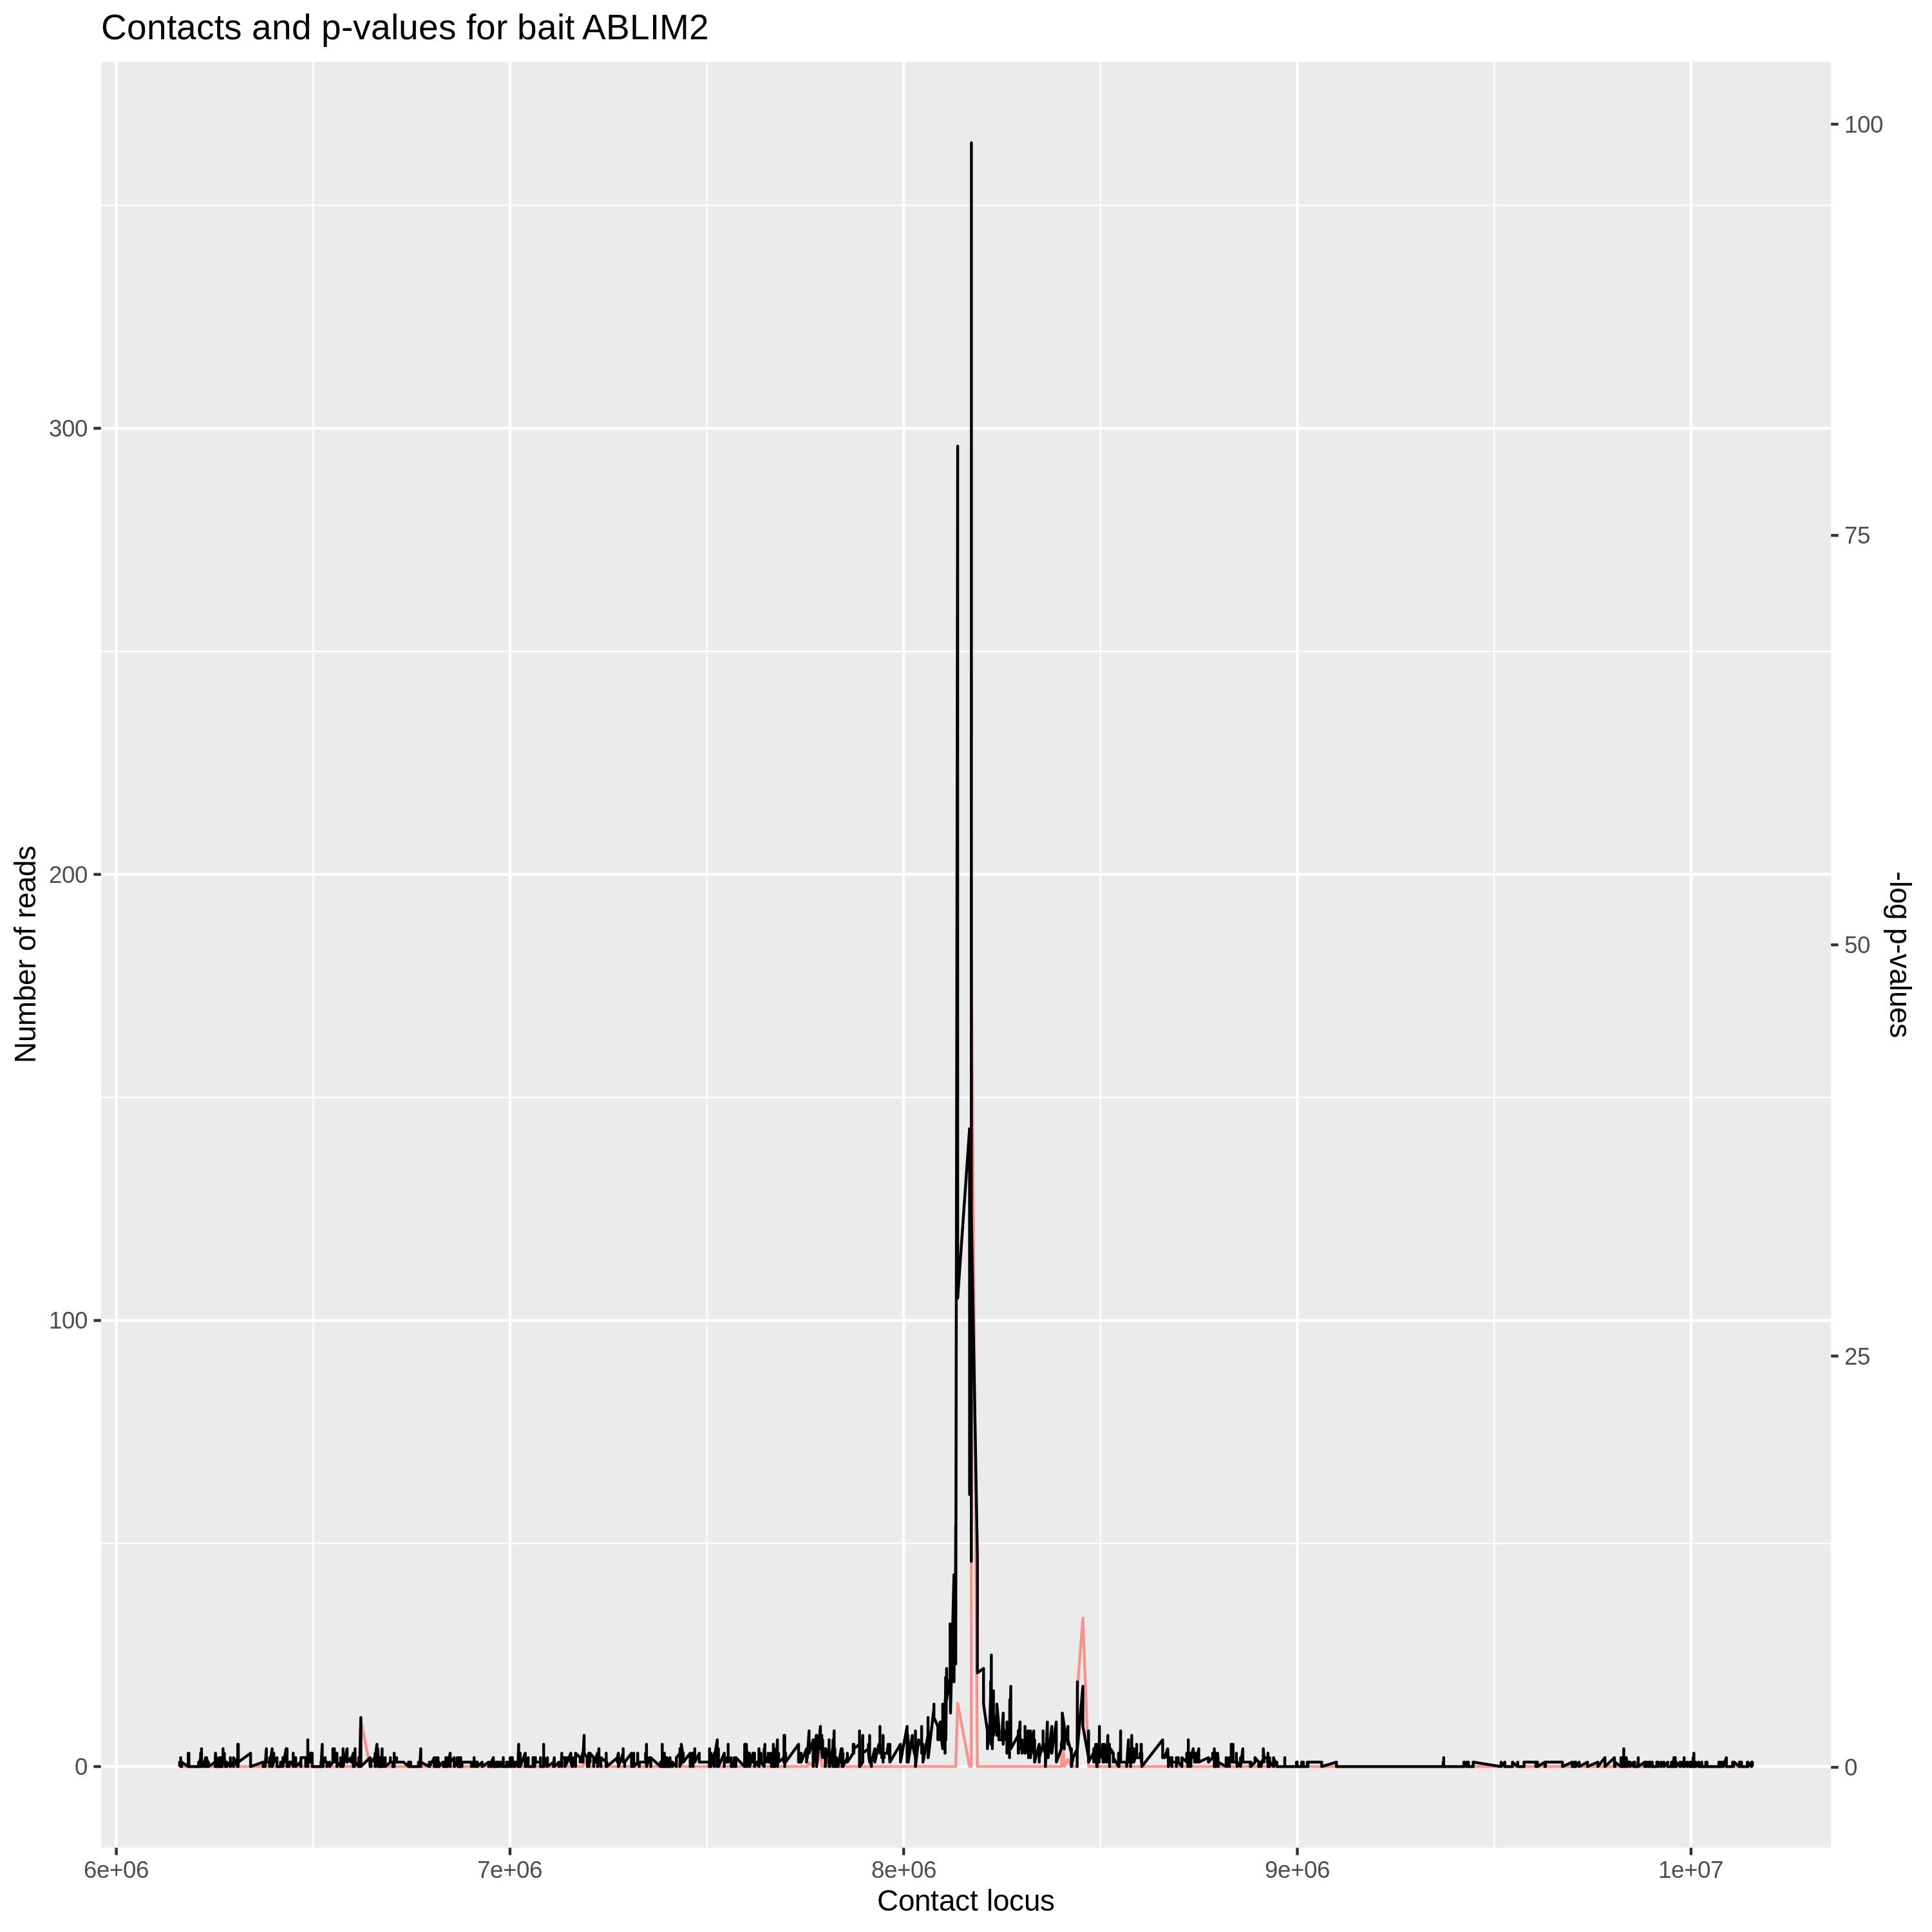 Contacts and p-values for bait ABLIM2
Number of reads
300
200
100
0
100
75
50
25
0
-log p-values
6e+06
7e+06
8e+06
9e+06
1e+07
Contact locus